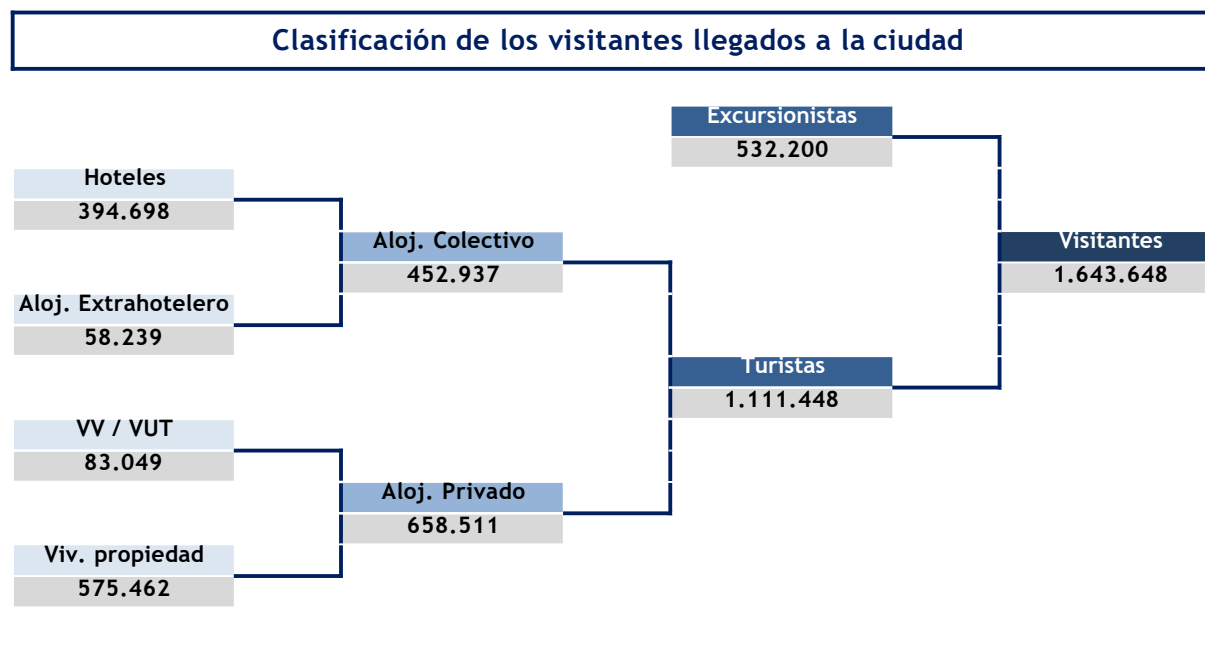 Clasificación de los visitantes llegados a la ciudad
Excursionistas
532.200
Hoteles
394.698
Aloj. Colectivo
452.937
Visitantes
1.643.648
Aloj. Extrahotelero
58.239
Turistas
1.111.448
VV / VUT
83.049
Aloj. Privado
658.511
Viv. propiedad
575.462